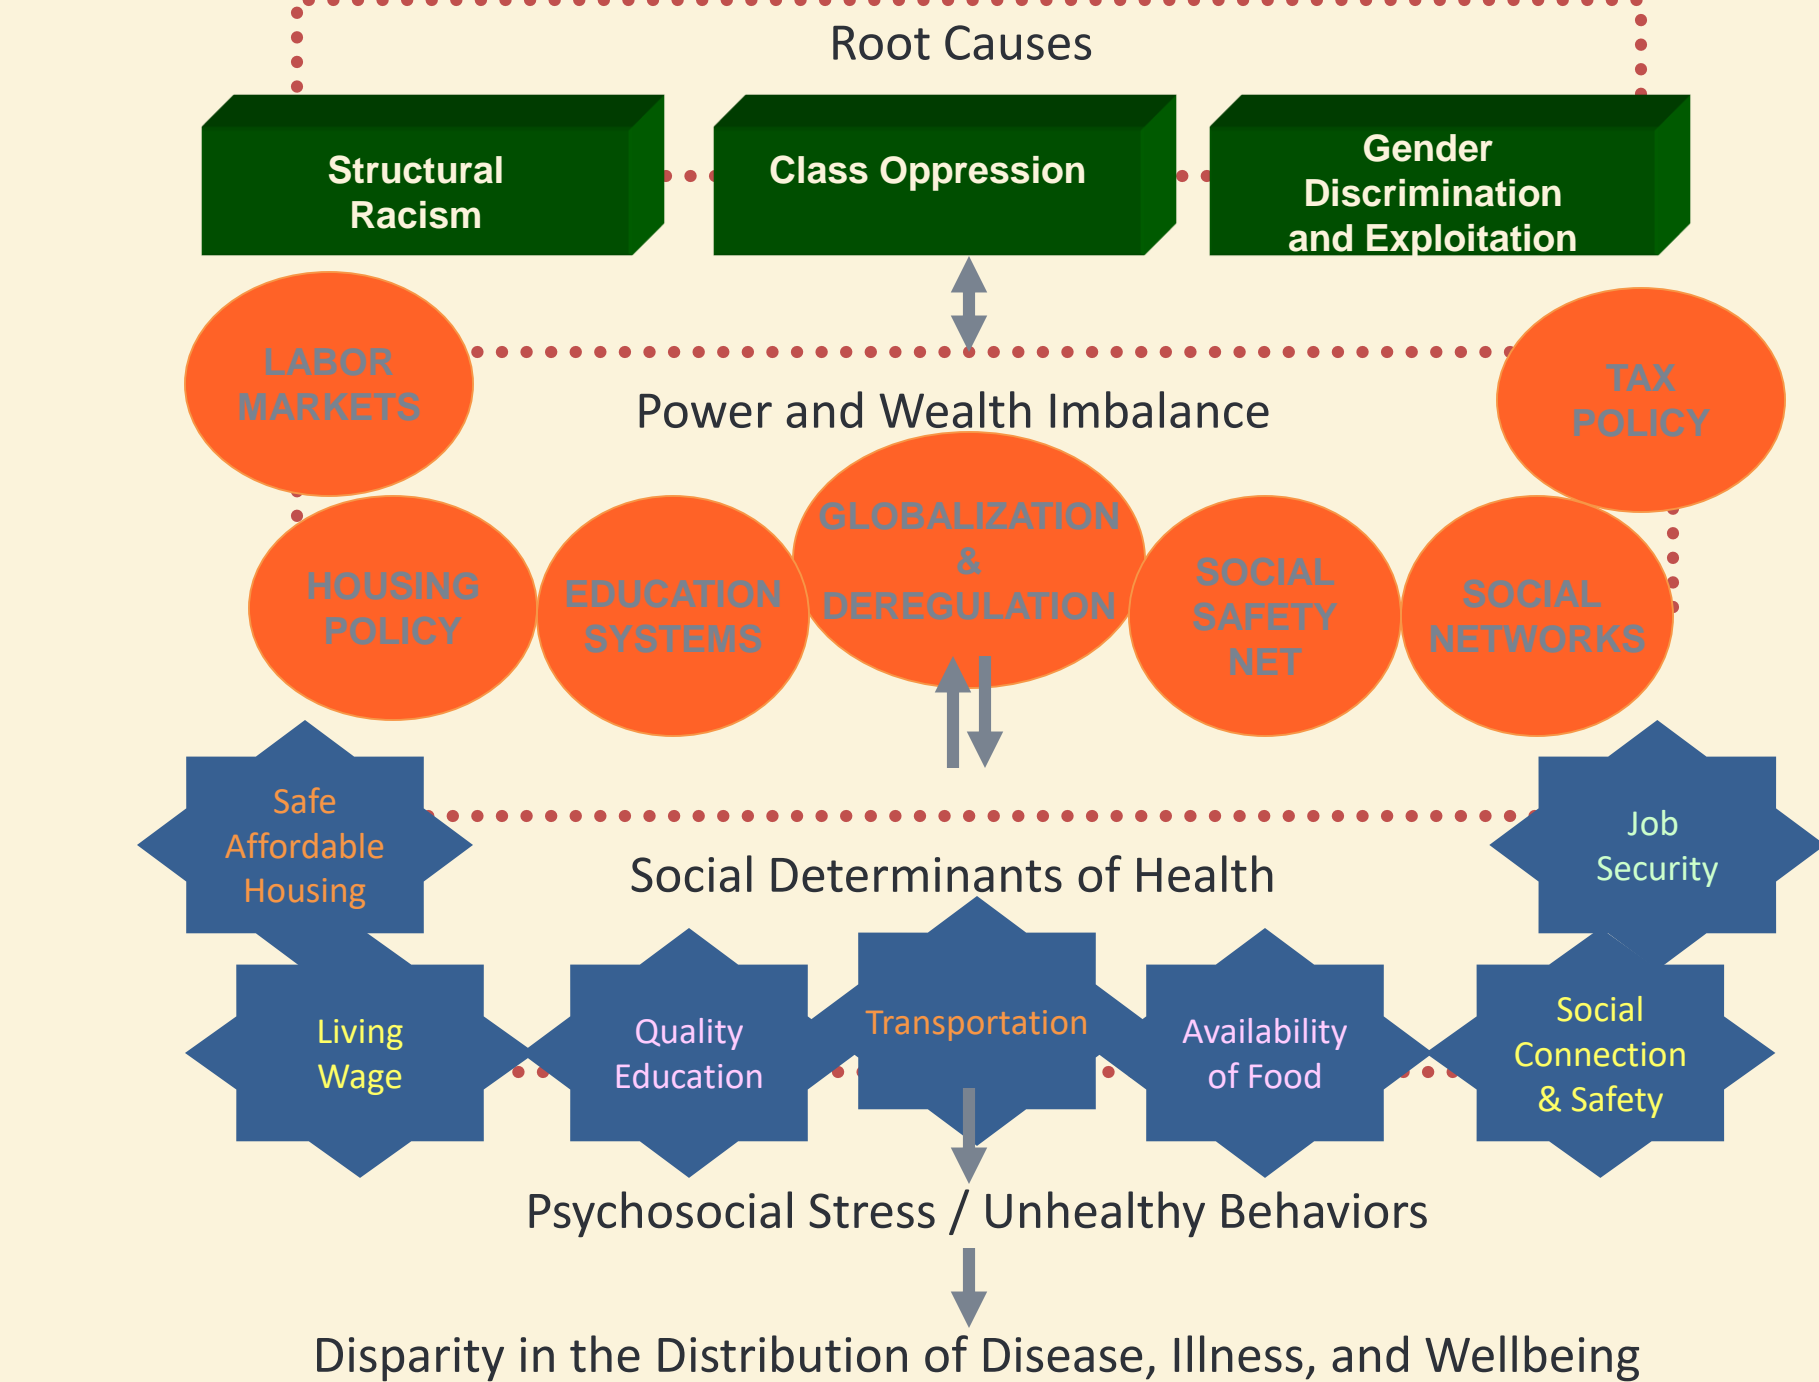 Root Causes
Structural
Racism
Class Oppression
Gender
Discrimination
and Exploitation
LABOR
MARKETS
TAX
POLICY
Power and Wealth Imbalance
HOUSING
POLICY
EDUCATION
SYSTEMS
GLOBALIZATION
&
DEREGULATION
SOCIAL
SAFETY
NET
SOCIAL
NETWORKS
Safe
Affordable
Housing
Job
Security
Social Determinants of Health
Living
Wage
Quality
Education
Transportation
Availability
of Food
Social
Connection
& Safety
Psychosocial Stress / Unhealthy Behaviors
Disparity in the Distribution of Disease, Illness, and Wellbeing